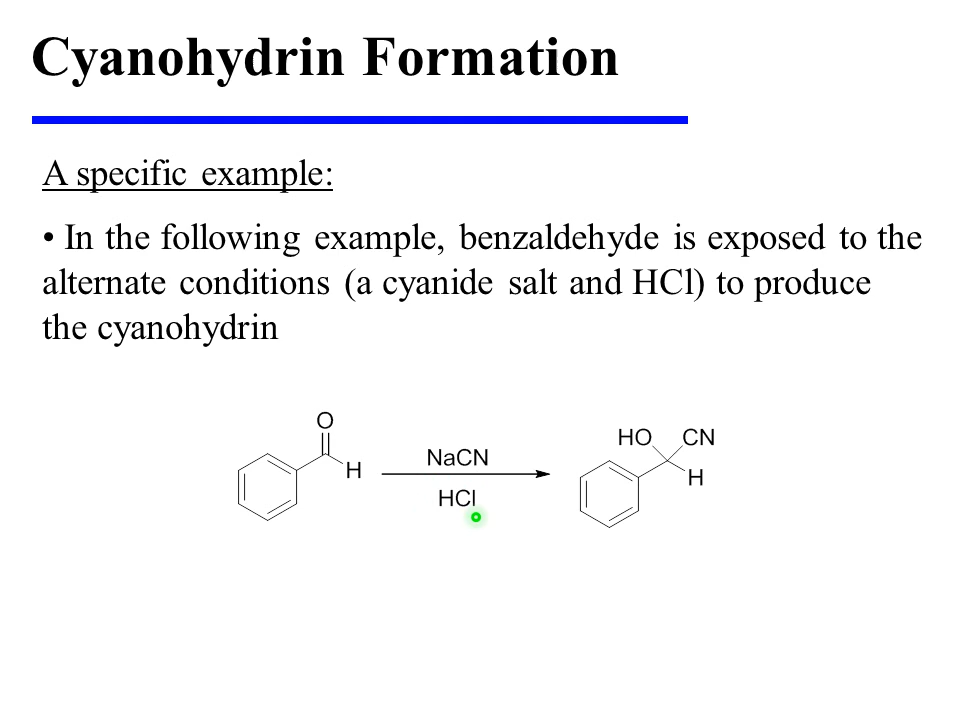 Cyanohydrin Formation
A specific example:
• In the following example, benzaldehyde is exposed to the
alternate conditions (a cyanide salt and HCl) to produce
the cyanohydrin
O
H
NaCN
HCl
HO CN
H